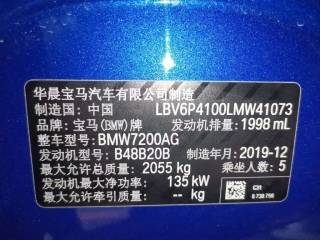 华晨宝马汽车有限公司制造
制造国：中国 LBV6P4100LMW41073
品牌：宝马(BMW)牌 发动机排量：1998 mL
整车型号：BMW7200AG
发动机型号：B48B20B 制造年月：2019-12
最大允许总质量：2055 kg 乘坐人数：5
发动机最大净功率：135 kW
最大允许牵引质量：-- kg